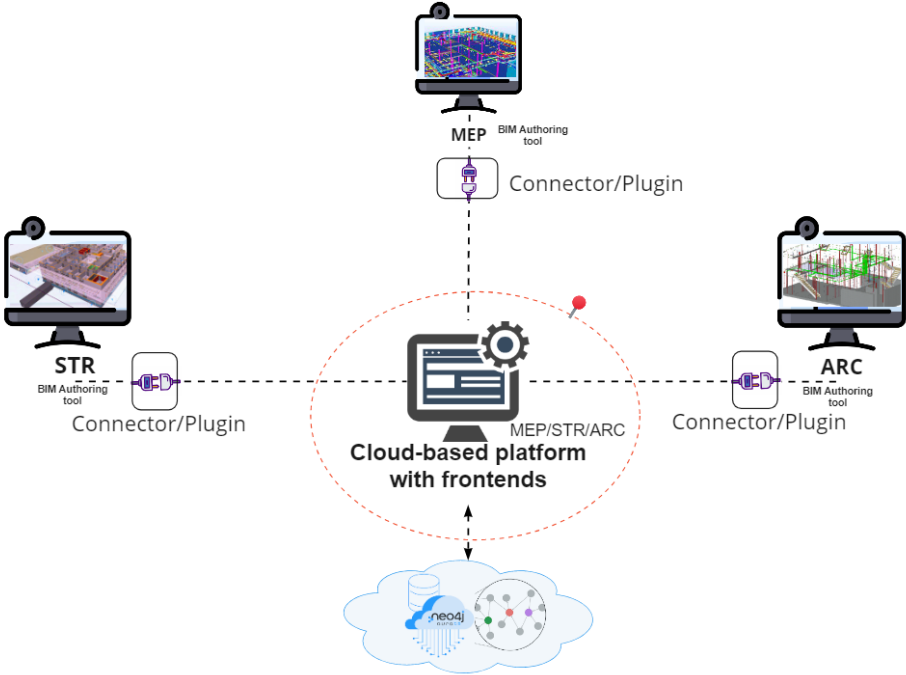 MEP
BIM Authoring
tool
Connector/Plugin
STR
BIM Authoring
tool
Connector/Plugin
ARC
BIM Authoring
tool
Connector/Plugin
MEP/STR/ARC
Cloud-based platform
with frontends
neo4j